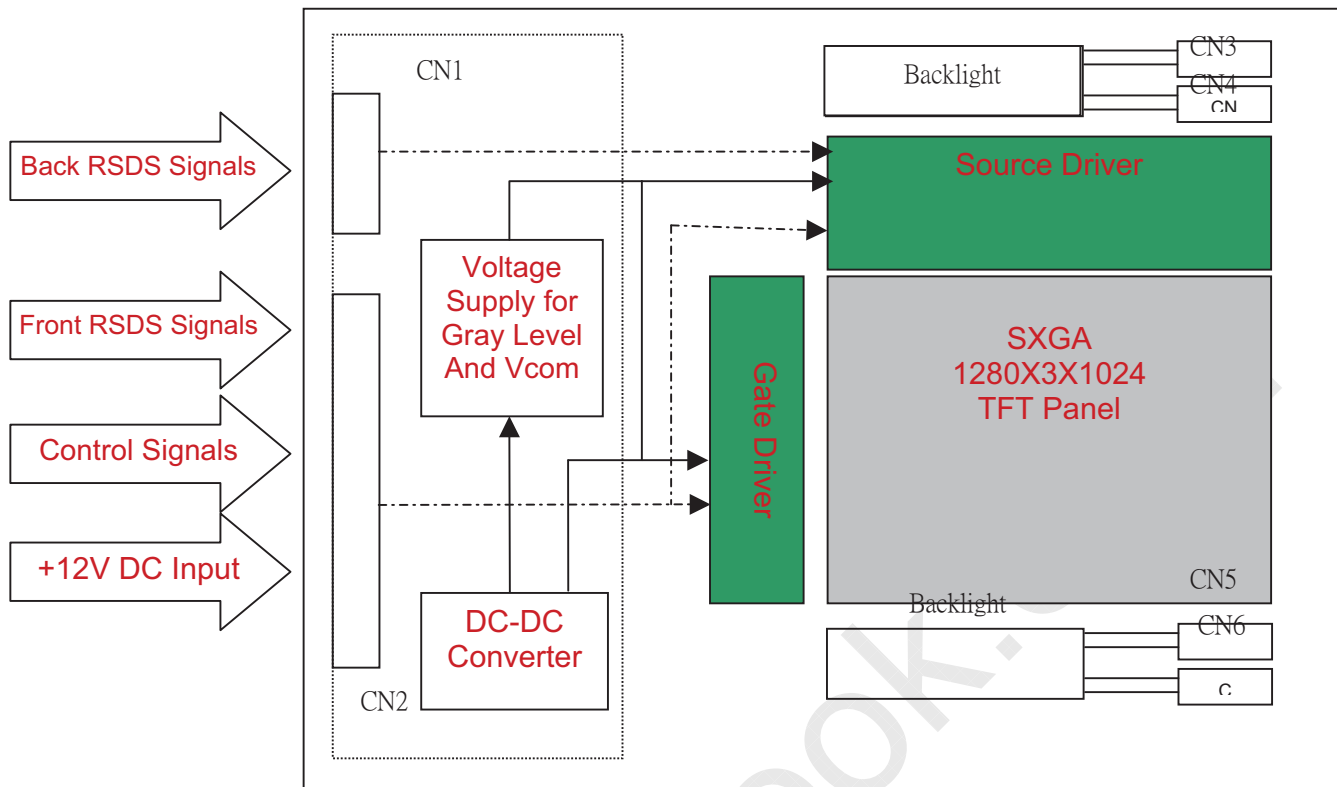 CN1
Backlight
CN3
CN4
CN
Back RSDS Signals
Source Driver
Voltage
Supply for
Gray Level
And Vcom
Front RSDS Signals
SXGA
1280X3X1024
TFT Panel
Gate Driver
Control Signals
+12V DC Input
CN5
Backlight
DC-DC
Converter
CN6
CN2
C